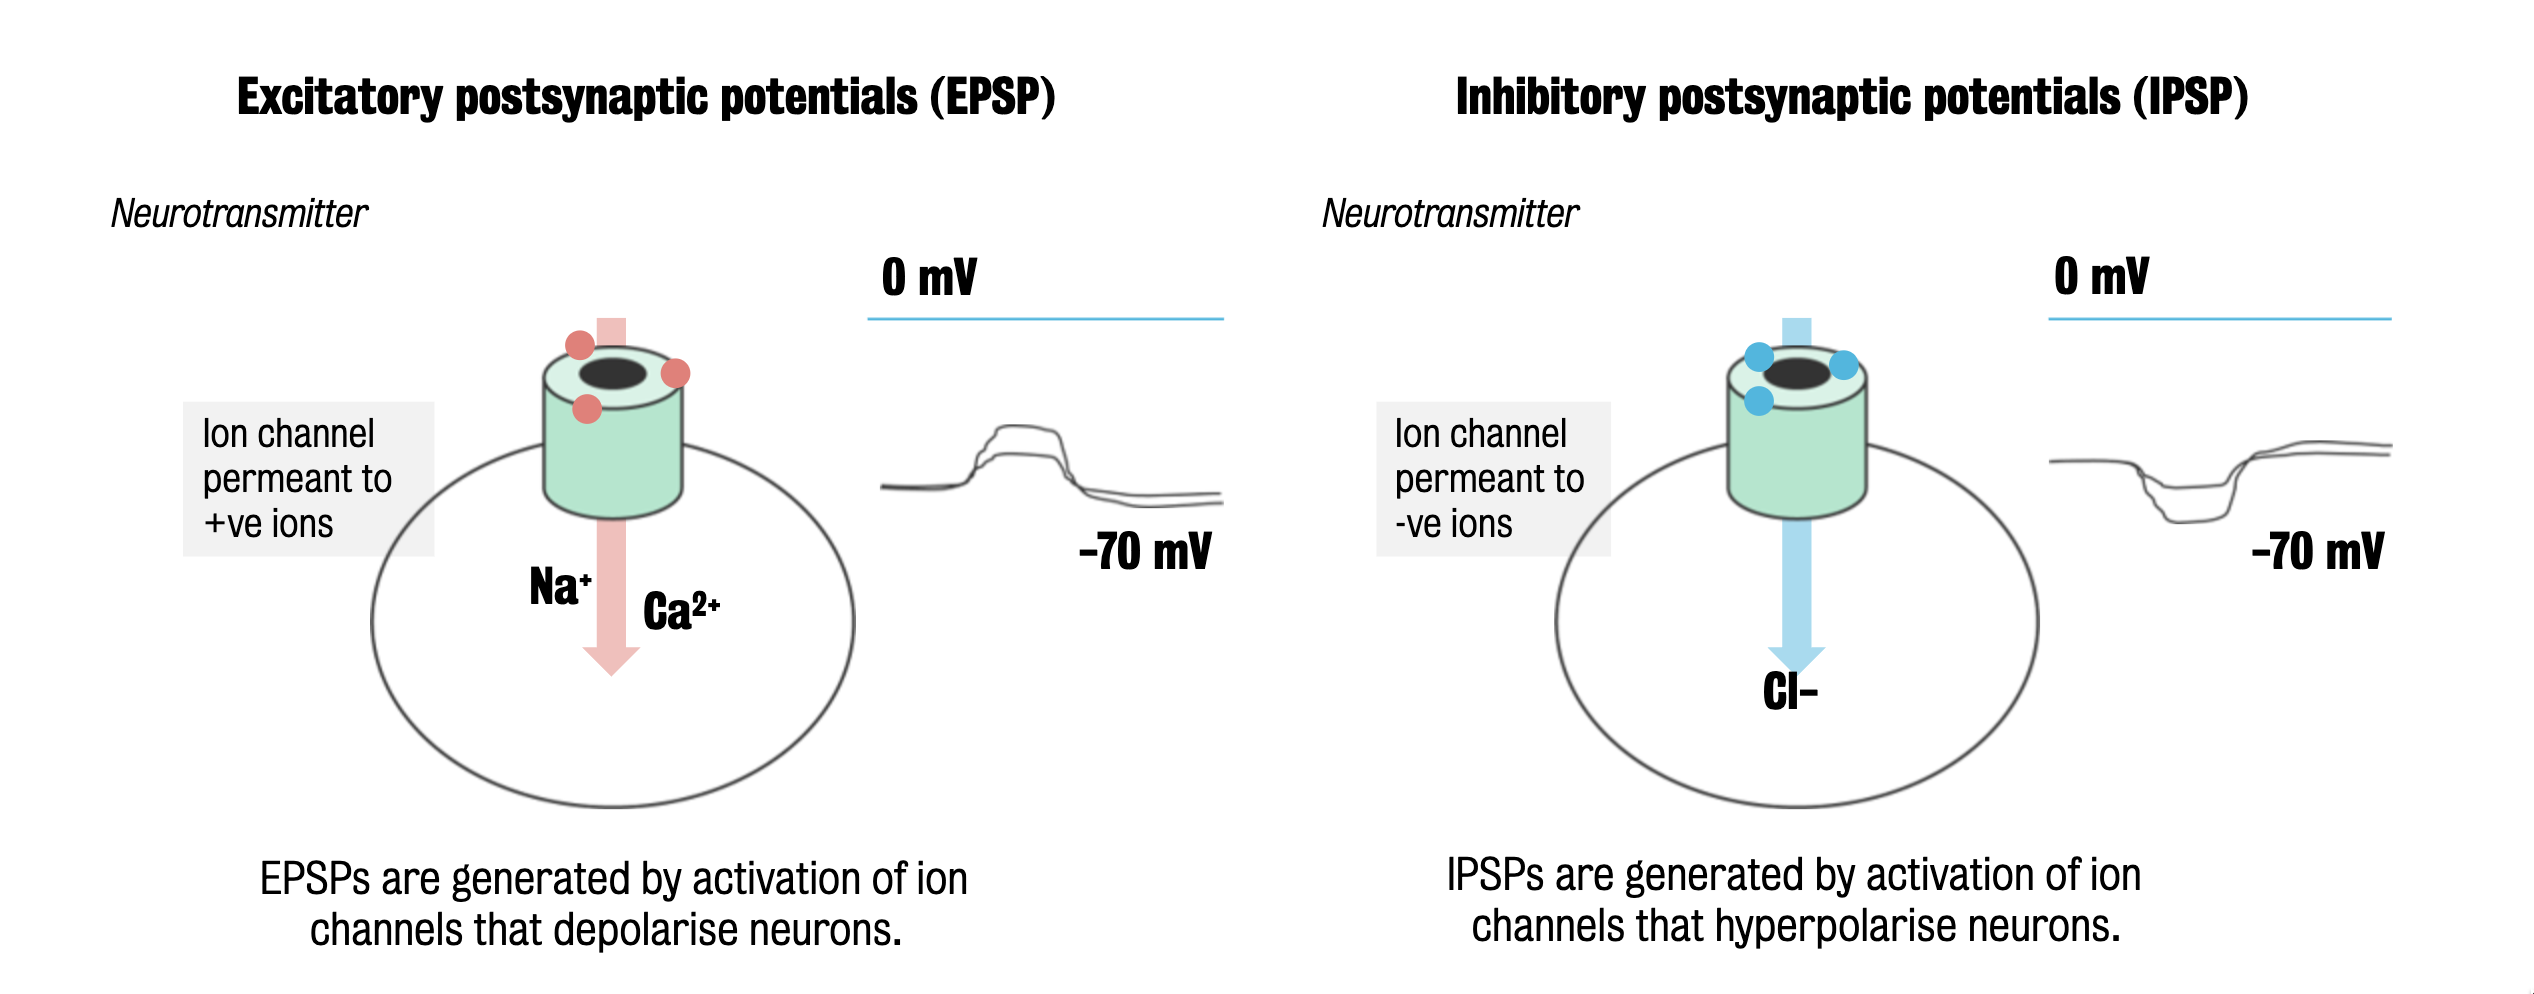 Excitatory postsynaptic potentials (EPSP)
Neurotransmitter
0 mV
Ion channel
permeant to
+ve ions
Na⁺
Ca²⁺
–70 mV
EPSPs are generated by activation of ion
channels that depolarise neurons.
Inhibitory postsynaptic potentials (IPSP)
Neurotransmitter
0 mV
Ion channel
permeant to
-ve ions
–70 mV
Cl–
IPSPs are generated by activation of ion
channels that hyperpolarise neurons.